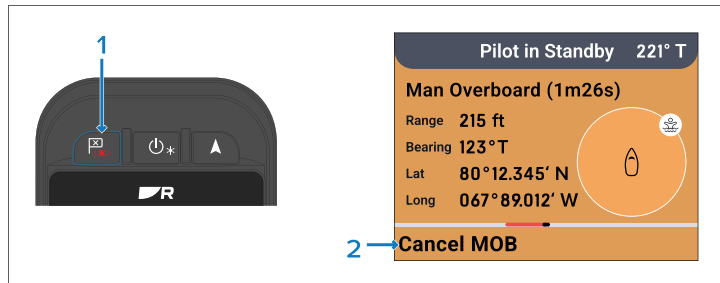 1
R
Pilot in Standby 221° T
Man Overboard (1m26s)
Range 215 ft
Bearing 123°T
Lat 80°12.345' N
Long 067°89.012' W
2
Cancel MOB